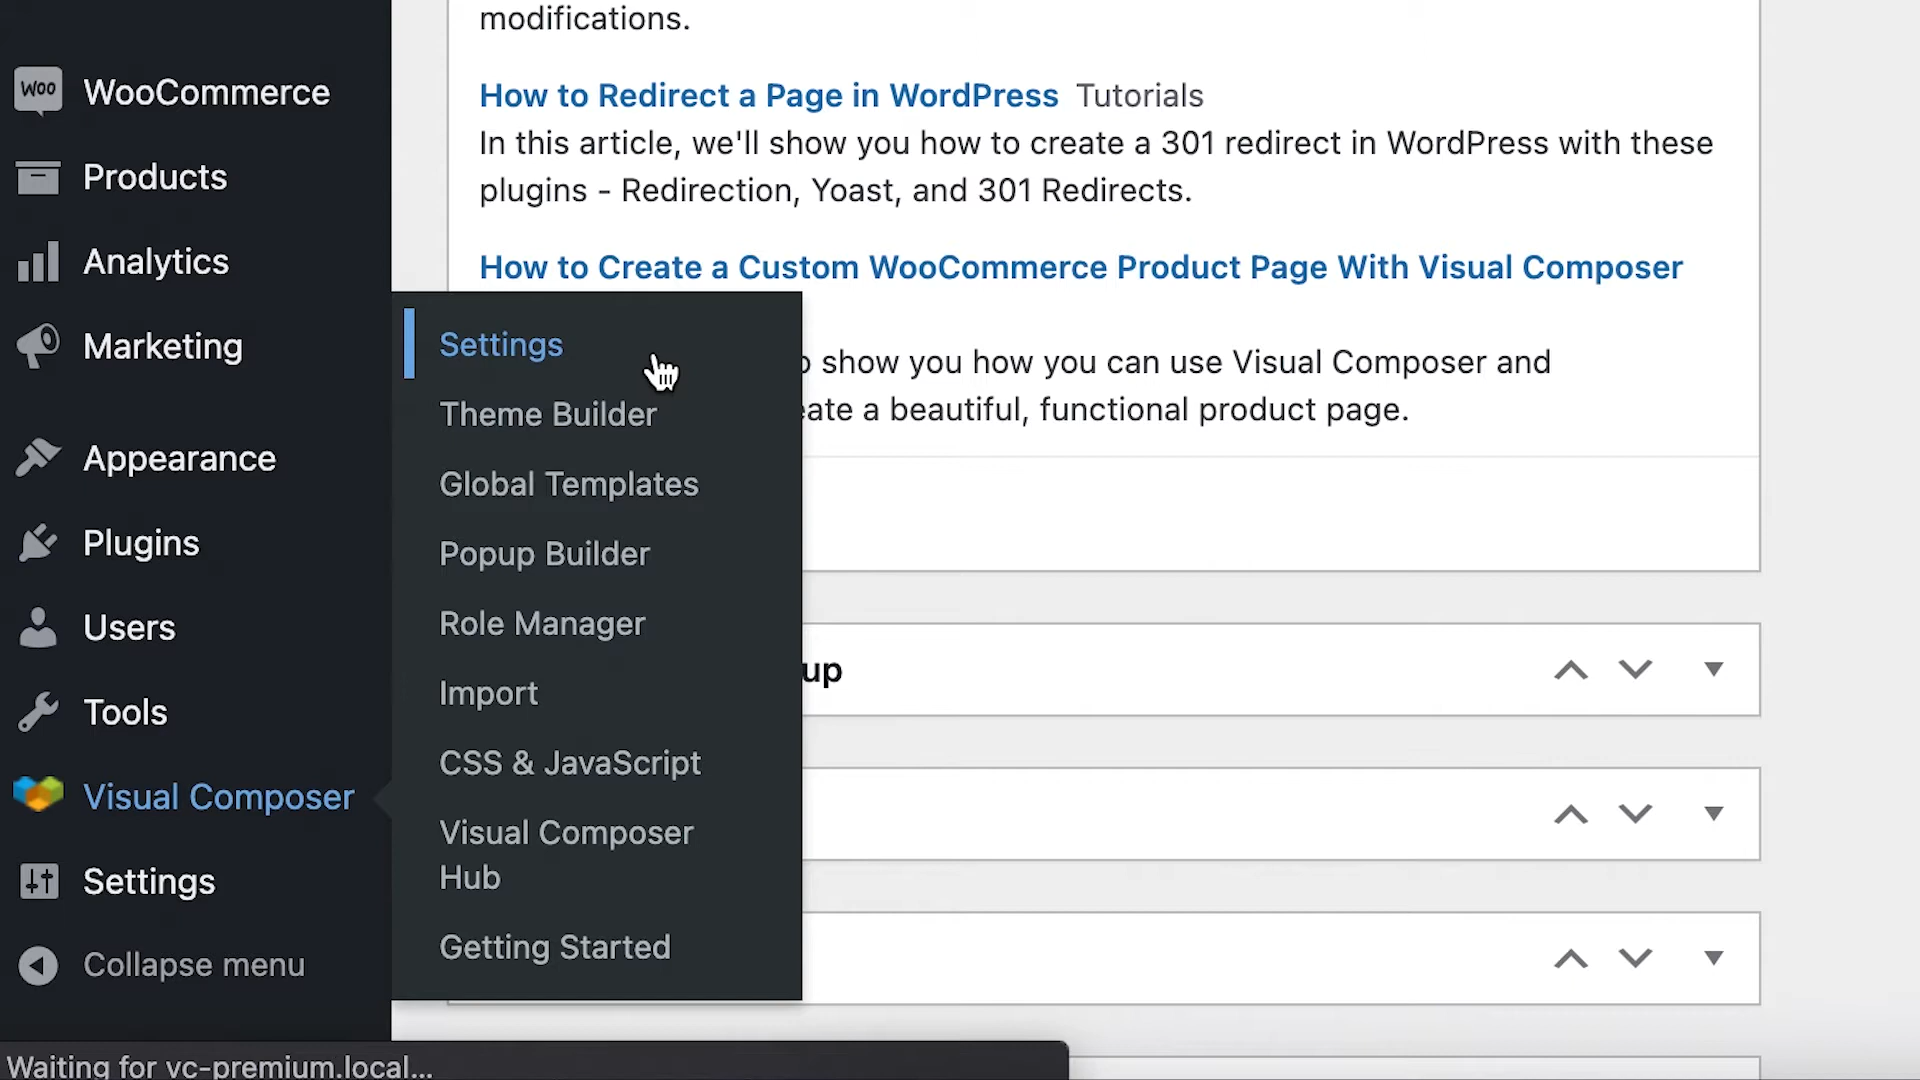 WOO WooCommerce
Products
Analytics
Marketing
Appearance
Plugins
Users
Tools
Visual Composer
Settings
Collapse menu
Settings
Theme Builder
Global Templates
Popup Builder
Role Manager
Import
CSS & JavaScript
Visual Composer
Hub
Getting Started
modifications.
How to Redirect a Page in WordPress Tutorials
In this article, we'll show you how to create a 301 redirect in WordPress with these
plugins - Redirection, Yoast, and 301 Redirects.
How to Create a Custom WooCommerce Product Page With Visual Composer
show you how you can use Visual Composer and
a beautiful, functional product page.
up
Waiting for vc-premium.local...